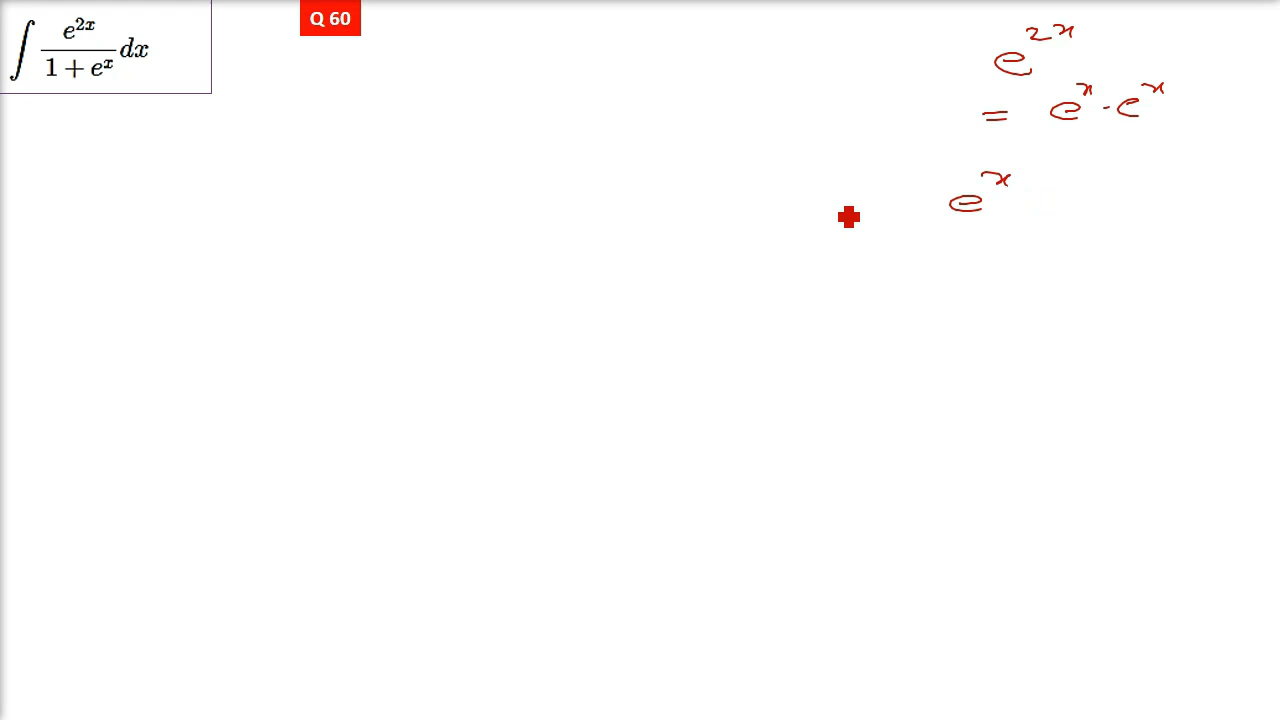 ∫ e^{2x} / (1 + e^x) dx
Q 60
e^{2x}
= e^x · e^x
e^x